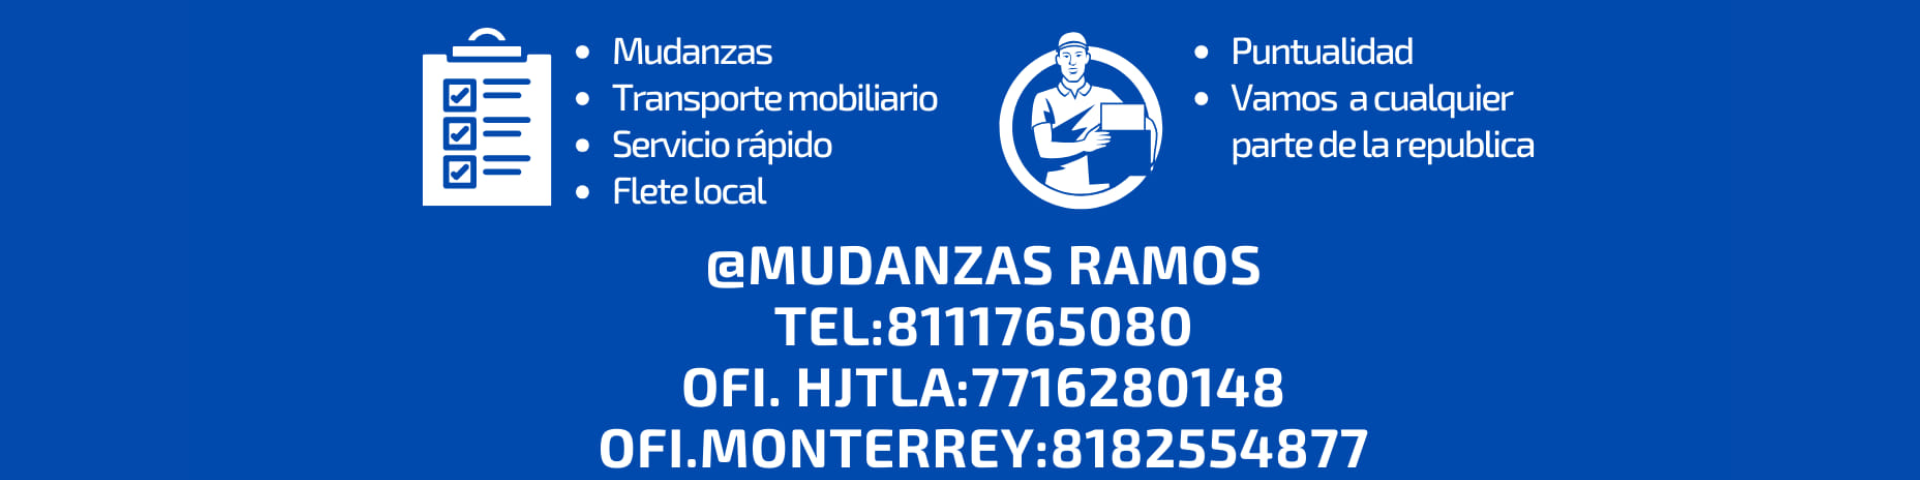 Mudanzas
Transporte mobiliario
Servicio rápido
Flete local
Puntualidad
Vamos a cualquier
parte de la republica
@MUDANZAS RAMOS
TEL:8111765080
OFI. HJTLA:7716280148
OFI.MONTERREY:8182554877